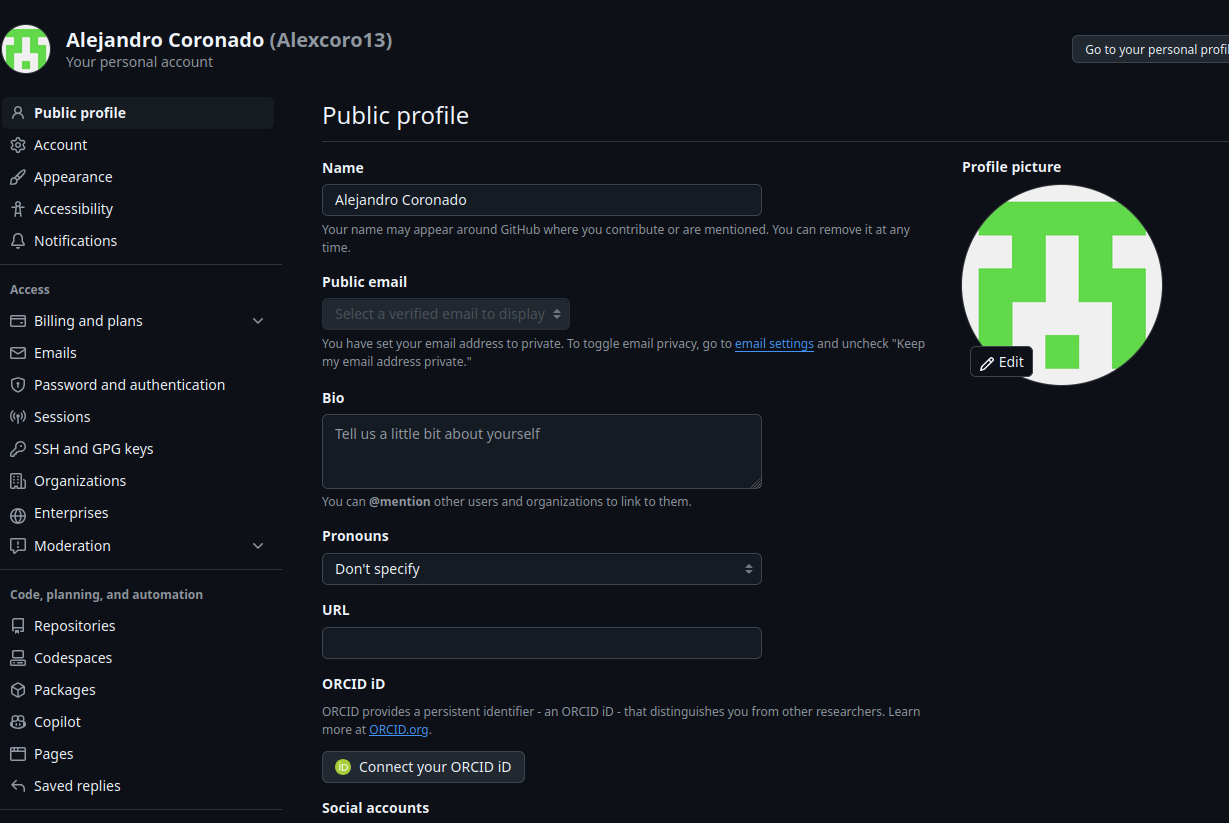 Alejandro Coronado (Alexcoro13)
Your personal account
Go to your personal profi
Public profile
Account
Appearance
Accessibility
Notifications
Access
Billing and plans
Emails
Password and authentication
Sessions
SSH and GPG keys
Organizations
Enterprises
Moderation
Code, planning, and automation
Repositories
Codespaces
Packages
Copilot
Pages
Saved replies
Public profile
Name
Alejandro Coronado
Your name may appear around GitHub where you contribute or are mentioned. You can remove it at any
time.
Public email
Select a verified email to display
You have set your email address to private. To toggle email privacy, go to email settings and uncheck "Keep
my email address private."
Bio
Tell us a little bit about yourself
You can @mention other users and organizations to link to them.
Pronouns
Don't specify
URL
ORCID iD
ORCID provides a persistent identifier - an ORCID iD - that distinguishes you from other researchers. Learn
more at ORCID.org.
iD Connect your ORCID iD
Social accounts
Profile picture
Edit